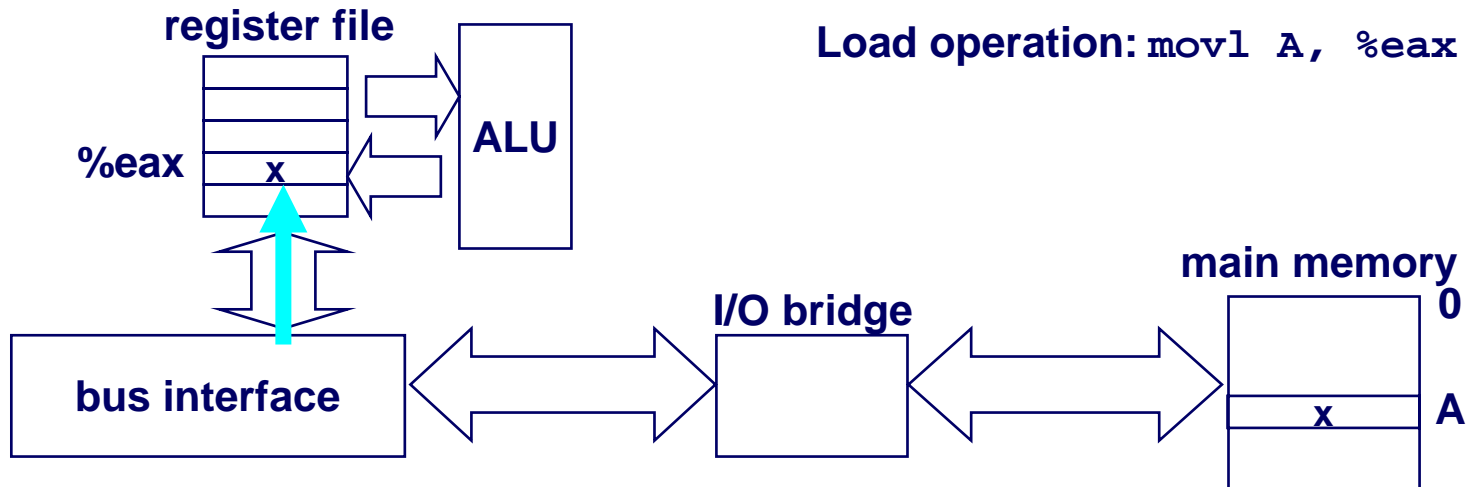 register file
Load operation: movl A, %eax
ALU
%eax
x
main memory
I/O bridge
0
bus interface
x
A